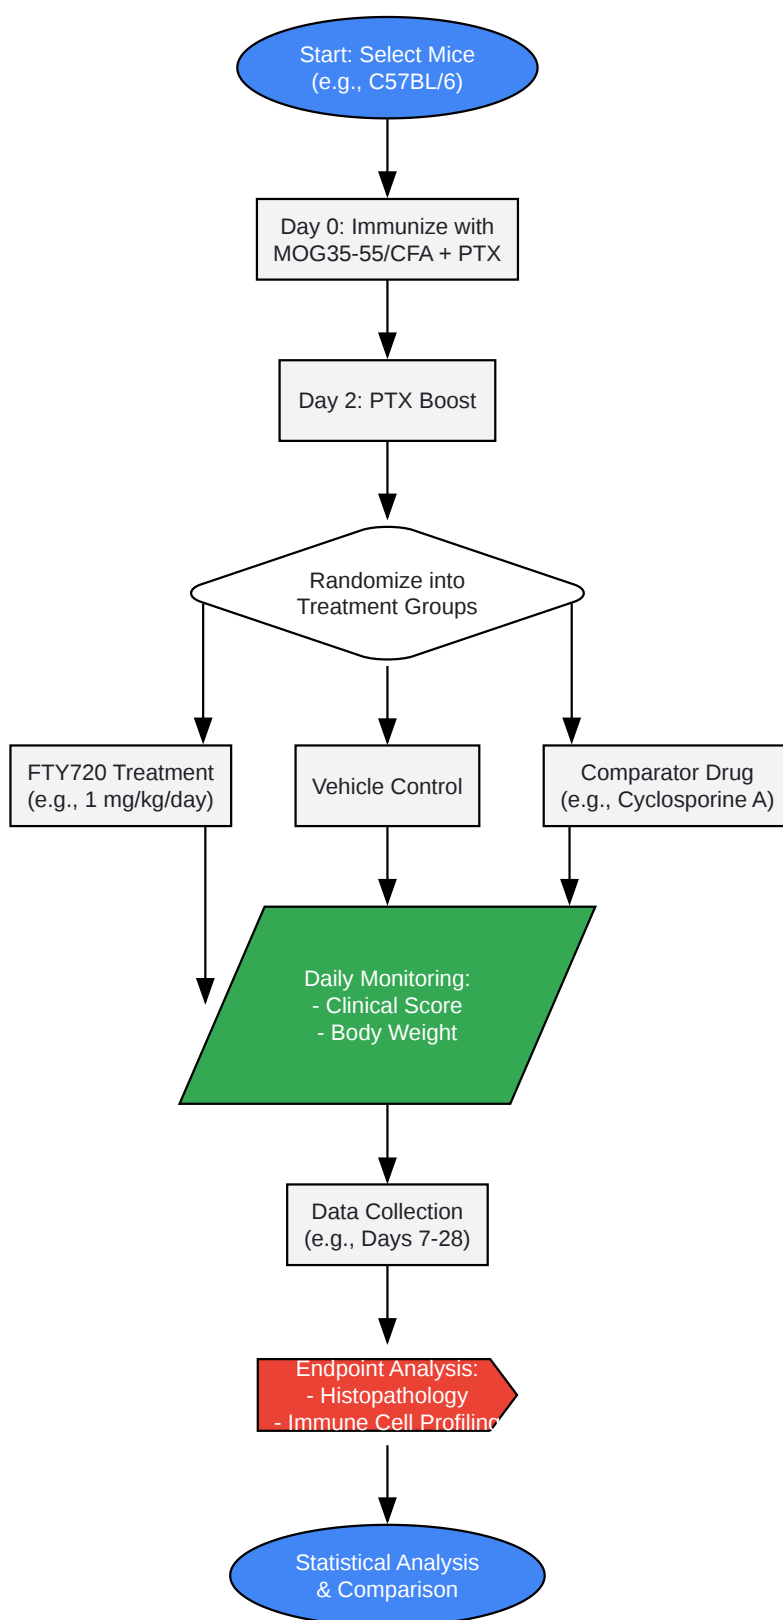 Start: Select Mice
(e.g., C57BL/6)
Day 0: Immunize with
MOG35-55/CFA + PTX
Day 2: PTX Boost
Randomize into
Treatment Groups
FTY720 Treatment
(e.g., 1 mg/kg/day)
Vehicle Control
Comparator Drug
(e.g., Cyclosporine A)
Daily Monitoring:
- Clinical Score
- Body Weight
Data Collection
(e.g., Days 7-28)
Endpoint Analysis:
- Histopathology
- Immune Cell Profiling
Statistical Analysis
& Comparison